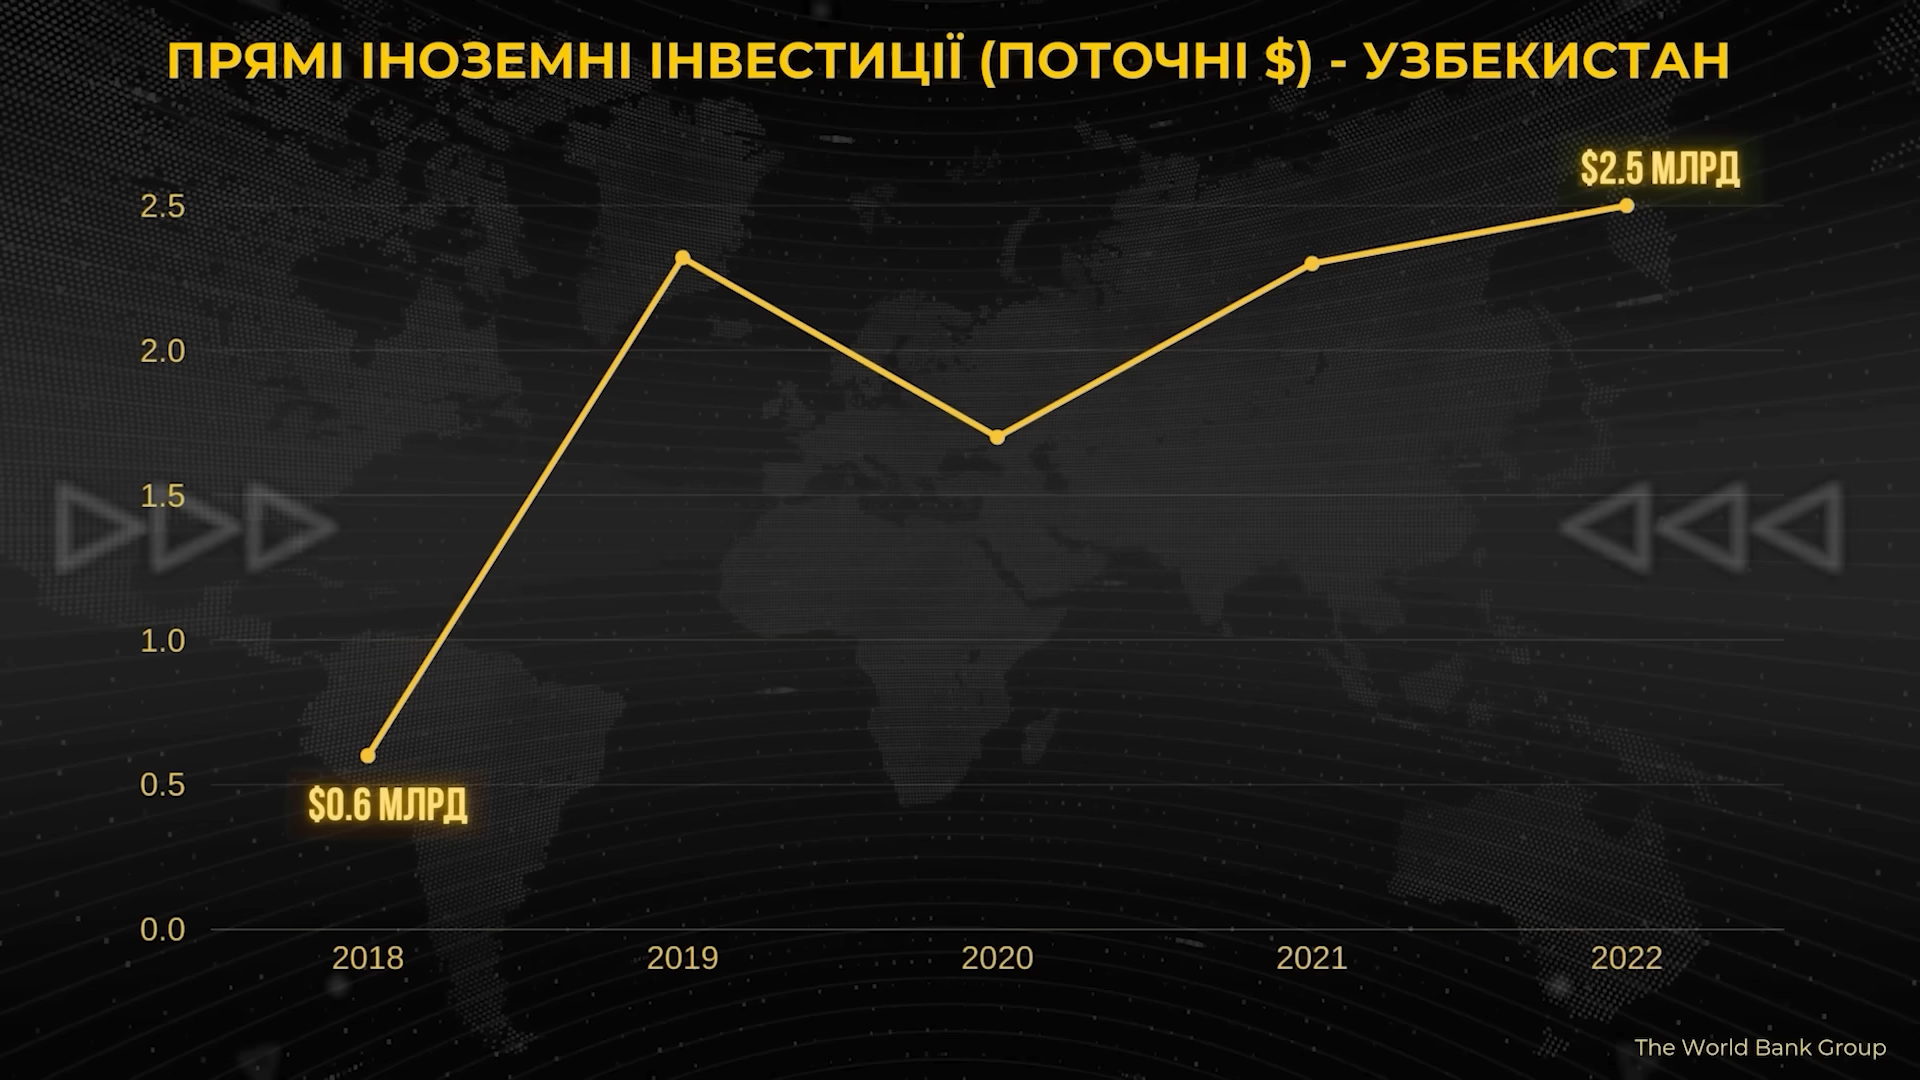 ПРЯМІ ІНОЗЕМНІ ІНВЕСТИЦІЇ (ПОТОЧНІ $) - УЗБЕКИСТАН
$2.5 МЛРД
2.5
2.0
1.5
1.0
0.5
$0.6 МЛРД
0.0
2018 2019 2020 2021 2022
The World Bank Group